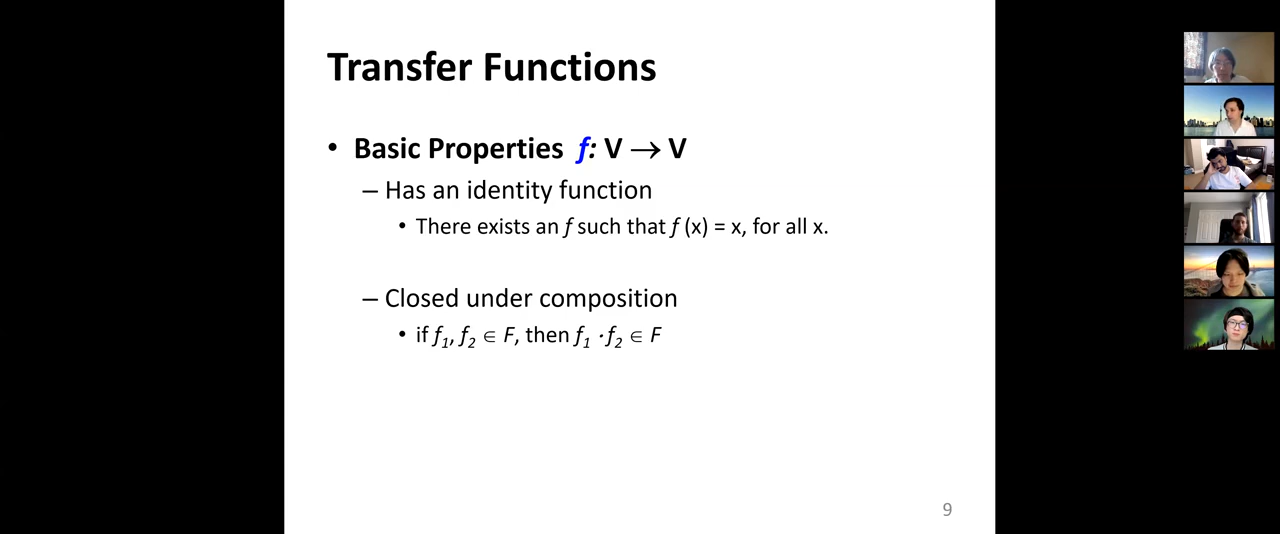 Transfer Functions
• Basic Properties f: V → V
– Has an identity function
• There exists an f such that f (x) = x, for all x.
– Closed under composition
• if f₁, f₂ ∈ F, then f₁ · f₂ ∈ F
9